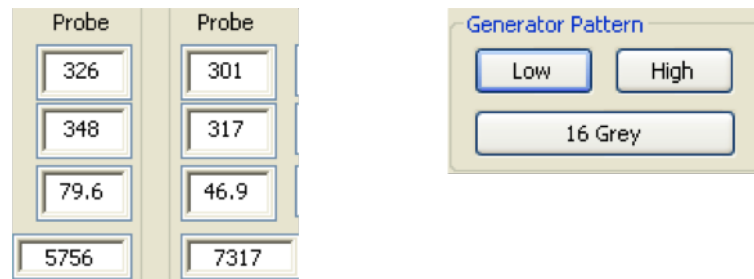 Probe Probe
326 301
348 317
79.6 46.9
5756 7317
Generator Pattern
Low High
16 Grey